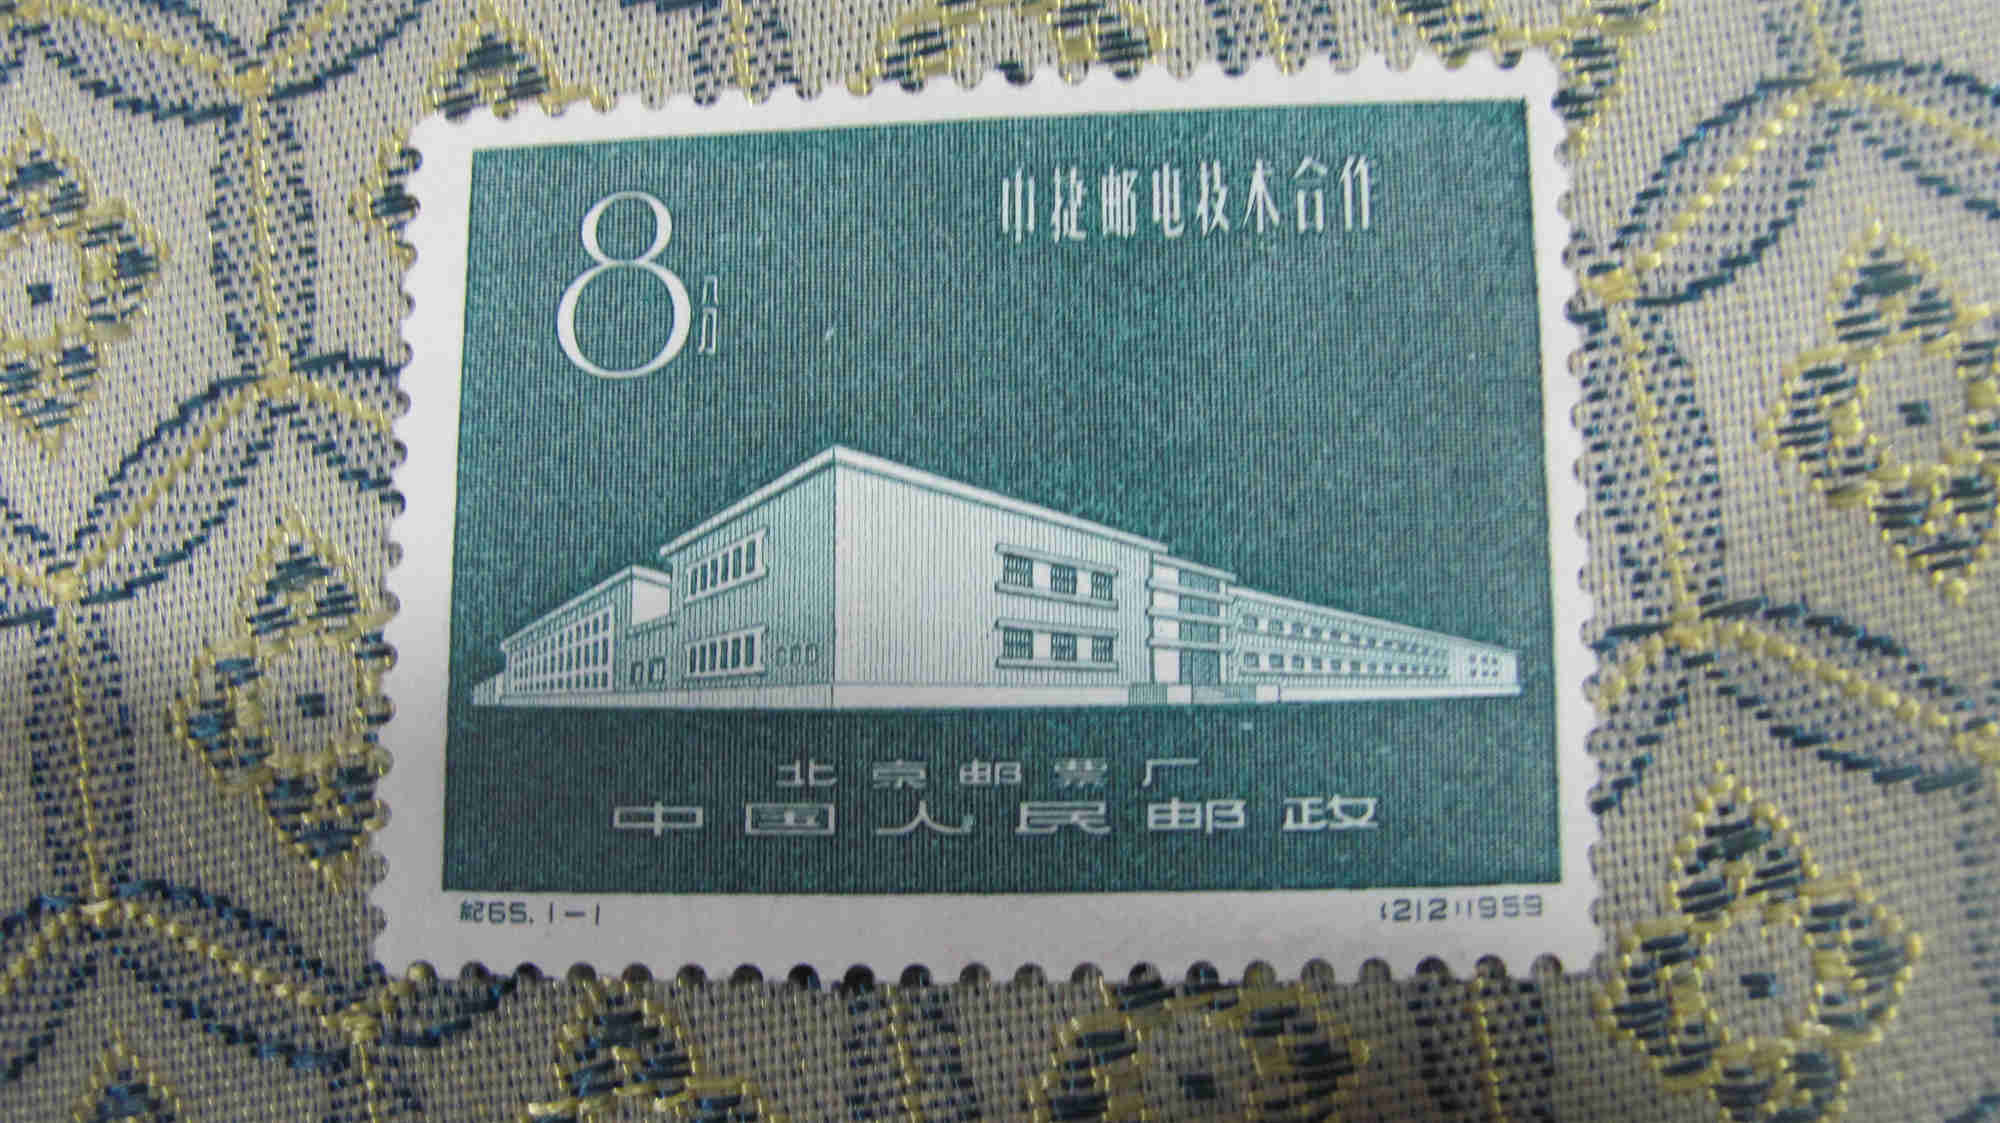 中捷邮电技术合作
8分
北京邮票厂
中国人民邮政
紀65.1-1
(212)1959